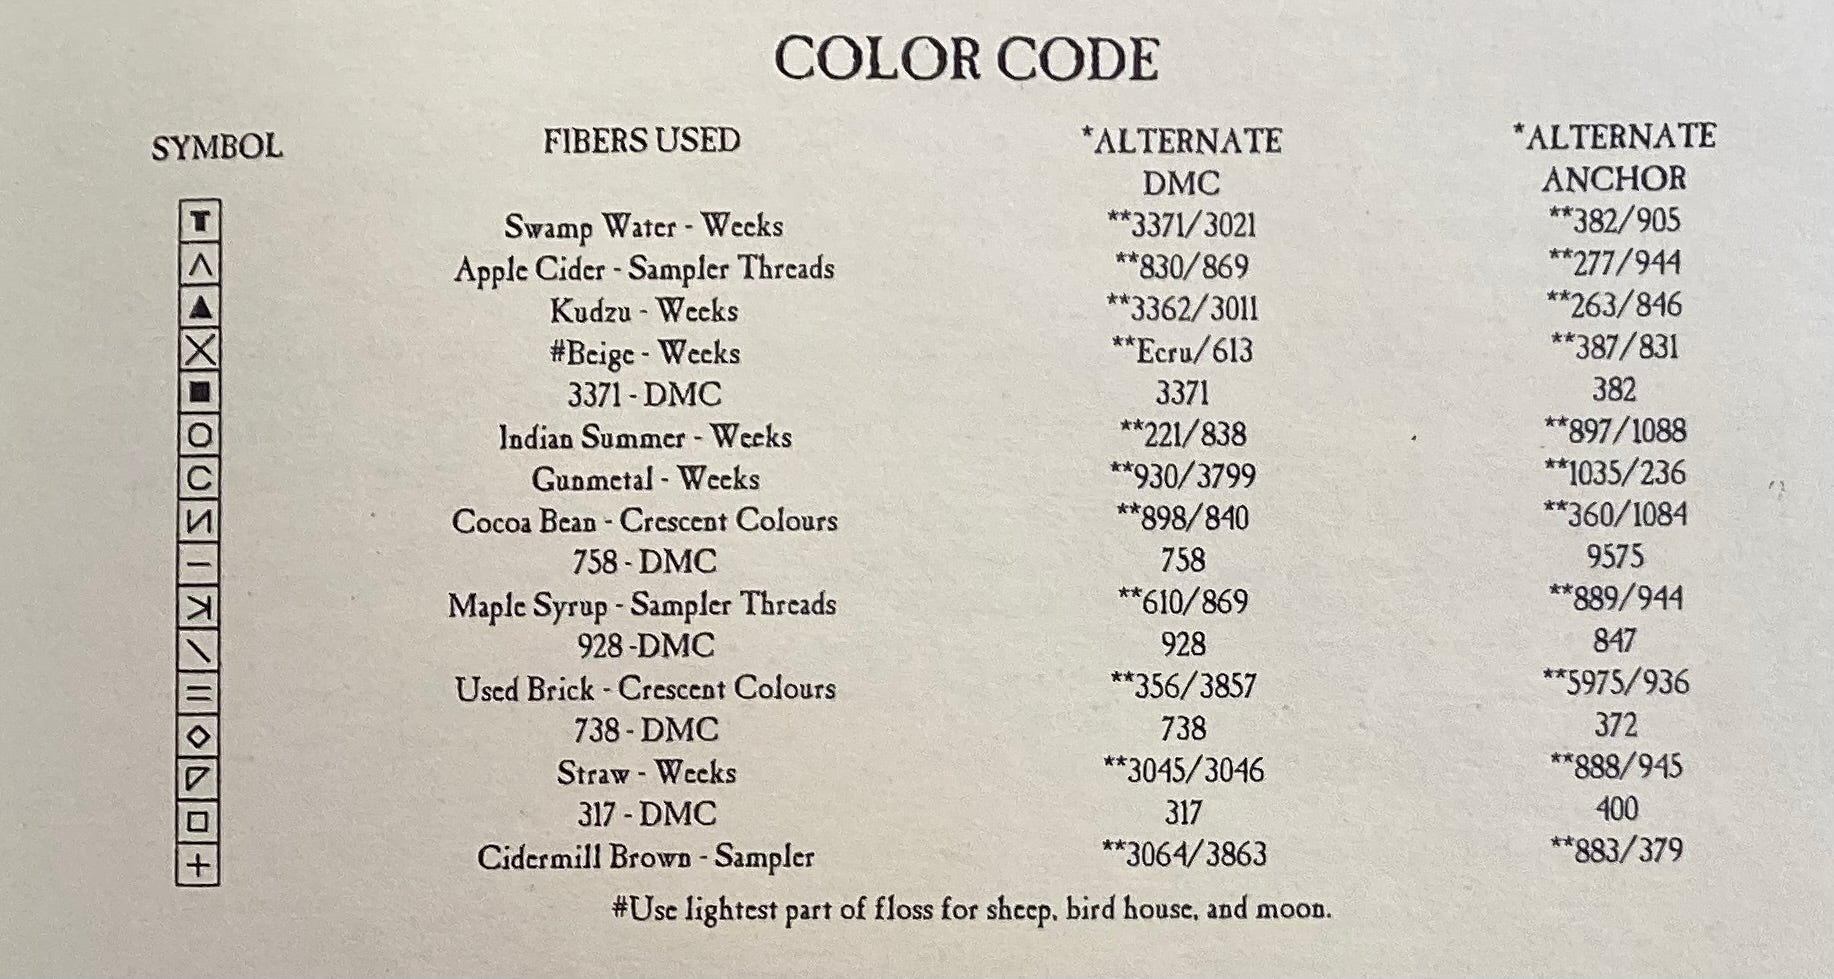 COLOR CODE
SYMBOL FIBERS USED *ALTERNATE *ALTERNATE
DMC ANCHOR
T Swamp Water - Weeks **3371/3021 **382/905
Λ Apple Cider - Sampler Threads **830/869 **277/944
▲ Kudzu - Weeks **3362/3011 **263/846
X #Beige - Weeks **Ecru/613 **387/831
■ 3371 - DMC 3371 382
O Indian Summer - Weeks **221/838 **897/1088
C Gunmetal - Weeks **930/3799 **1035/236
И Cocoa Bean - Crescent Colours **898/840 **360/1084
– 758 - DMC 758 9575
ꓘ Maple Syrup - Sampler Threads **610/869 **889/944
\ 928 -DMC 928 847
= Used Brick - Crescent Colours **356/3857 **5975/936
◇ 738 - DMC 738 372
▽ Straw - Weeks **3045/3046 **888/945
□ 317 - DMC 317 400
+ Cidermill Brown - Sampler **3064/3863 **883/379
#Use lightest part of floss for sheep, bird house, and moon.